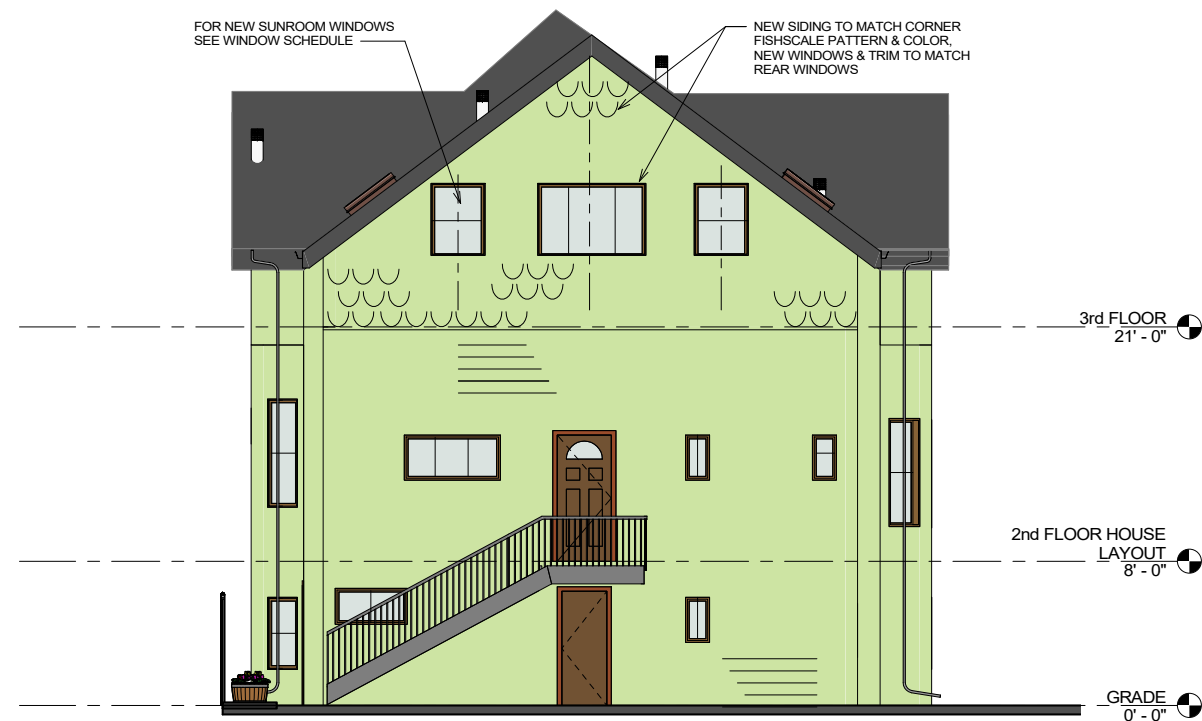 FOR NEW SUNROOM WINDOWS
SEE WINDOW SCHEDULE
NEW SIDING TO MATCH CORNER
FISHSCALE PATTERN & COLOR,
NEW WINDOWS & TRIM TO MATCH
REAR WINDOWS
3rd FLOOR
21' - 0"
2nd FLOOR HOUSE
LAYOUT
8' - 0"
GRADE
0' - 0"